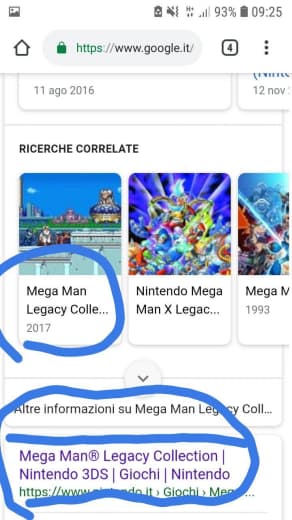 93% 09:25
https://www.google.it/
4
11 ago 2016
12 nov
RICERCHE CORRELATE
Mega Man
Legacy Colle...
2017
Nintendo Mega
Man X Legac...
Mega M
1993
Altre informazioni su Mega Man Legacy Coll...
Mega Man® Legacy Collection |
Nintendo 3DS | Giochi | Nintendo
https://www.nintendo.it › Giochi › Mega...